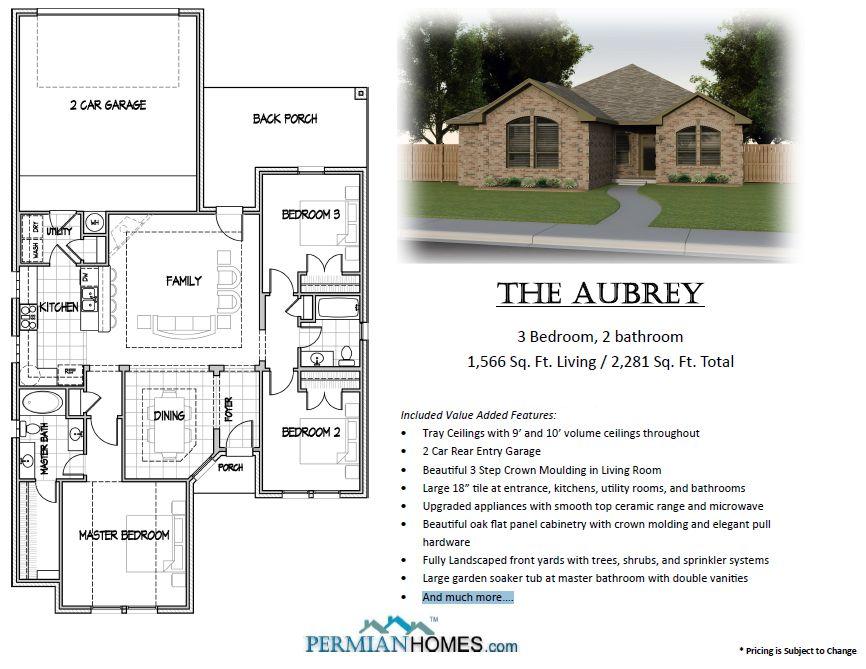 2 CAR GARAGE
BACK PORCH
WASH
DRY
UTILITY
WH
BEDROOM 3
FAMILY
DW
KITCHEN
REF
DINING
FOYER
BEDROOM 2
MASTER BATH
PORCH
MASTER BEDROOM
THE AUBREY
3 Bedroom, 2 bathroom
1,566 Sq. Ft. Living / 2,281 Sq. Ft. Total
Included Value Added Features:
• Tray Ceilings with 9’ and 10’ volume ceilings throughout
• 2 Car Rear Entry Garage
• Beautiful 3 Step Crown Moulding in Living Room
• Large 18” tile at entrance, kitchens, utility rooms, and bathrooms
• Upgraded appliances with smooth top ceramic range and microwave
• Beautiful oak flat panel cabinetry with crown molding and elegant pull
hardware
• Fully Landscaped front yards with trees, shrubs, and sprinkler systems
• Large garden soaker tub at master bathroom with double vanities
• And much more....
PERMIANHOMES.com
TM
* Pricing is Subject to Change